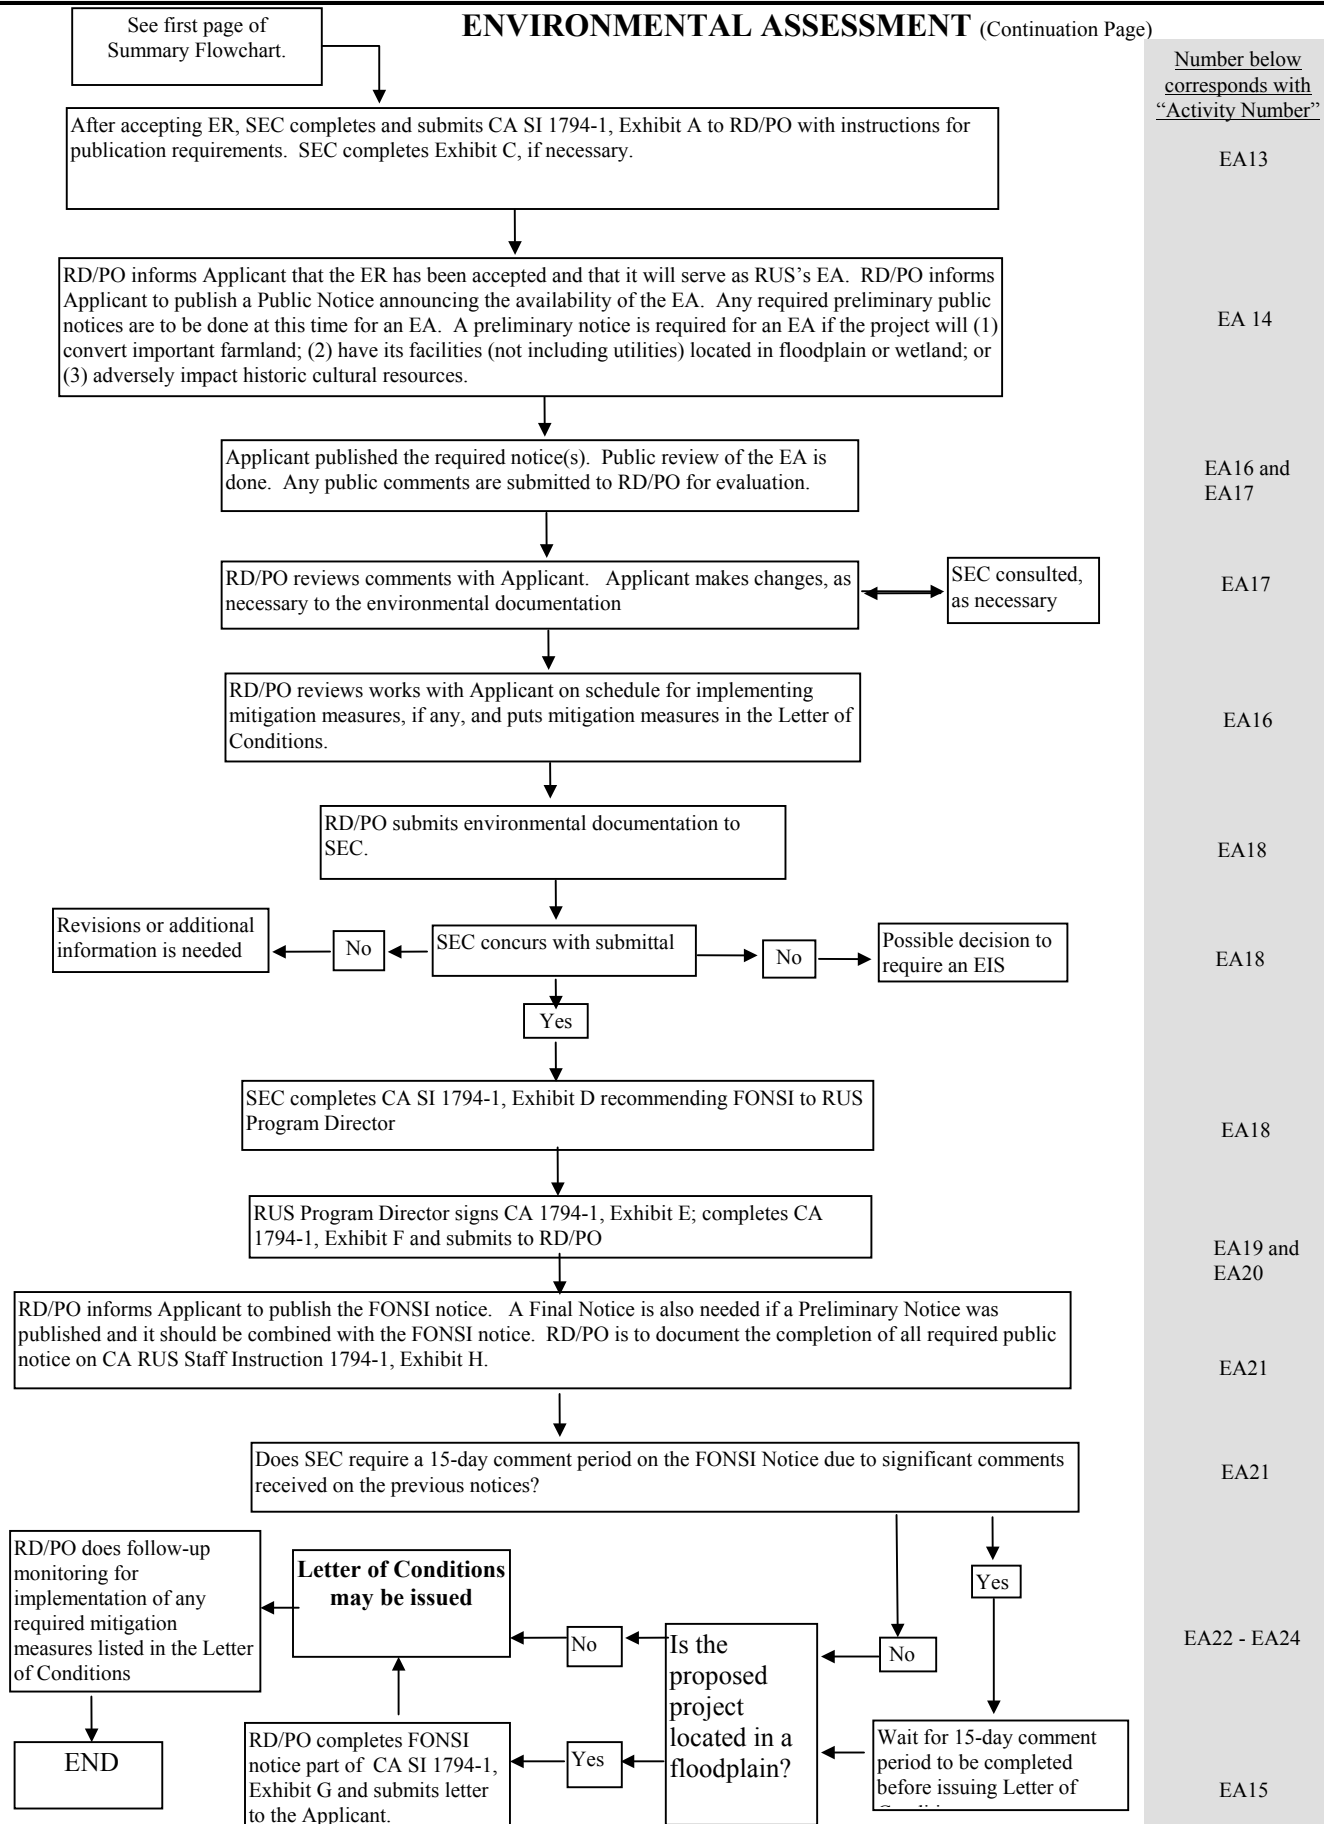 See first page of
Summary Flowchart.
ENVIRONMENTAL ASSESSMENT (Continuation Page)
Number below
corresponds with
“Activity Number”
After accepting ER, SEC completes and submits CA SI 1794-1, Exhibit A to RD/PO with instructions for
publication requirements.  SEC completes Exhibit C, if necessary.
EA13
RD/PO informs Applicant that the ER has been accepted and that it will serve as RUS’s EA.  RD/PO informs
Applicant to publish a Public Notice announcing the availability of the EA.  Any required preliminary public
notices are to be done at this time for an EA.  A preliminary notice is required for an EA if the project will (1)
convert important farmland; (2) have its facilities (not including utilities) located in floodplain or wetland; or
(3) adversely impact historic cultural resources.
EA 14
Applicant published the required notice(s).  Public review of the EA is
done.  Any public comments are submitted to RD/PO for evaluation.
EA16 and
EA17
RD/PO reviews comments with Applicant.   Applicant makes changes, as
necessary to the environmental documentation
SEC consulted,
as necessary
EA17
RD/PO reviews works with Applicant on schedule for implementing
mitigation measures, if any, and puts mitigation measures in the Letter of
Conditions.
EA16
RD/PO submits environmental documentation to
SEC.
EA18
Revisions or additional
information is needed
No
SEC concurs with submittal
No
Possible decision to
require an EIS
EA18
Yes
SEC completes CA SI 1794-1, Exhibit D recommending FONSI to RUS
Program Director
EA18
RUS Program Director signs CA 1794-1, Exhibit E; completes CA
1794-1, Exhibit F and submits to RD/PO
EA19 and
EA20
RD/PO informs Applicant to publish the FONSI notice.   A Final Notice is also needed if a Preliminary Notice was
published and it should be combined with the FONSI notice.  RD/PO is to document the completion of all required public
notice on CA RUS Staff Instruction 1794-1, Exhibit H.
EA21
Does SEC require a 15-day comment period on the FONSI Notice due to significant comments
received on the previous notices?
EA21
RD/PO does follow-up
monitoring for
implementation of any
required mitigation
measures listed in the Letter
of Conditions
Letter of Conditions
may be issued
No
Is the
proposed
project
located in a
floodplain?
No
Yes
EA22 - EA24
END
RD/PO completes FONSI
notice part of  CA SI 1794-1,
Exhibit G and submits letter
to the Applicant.
Yes
Wait for 15-day comment
period to be completed
before issuing Letter of
EA15